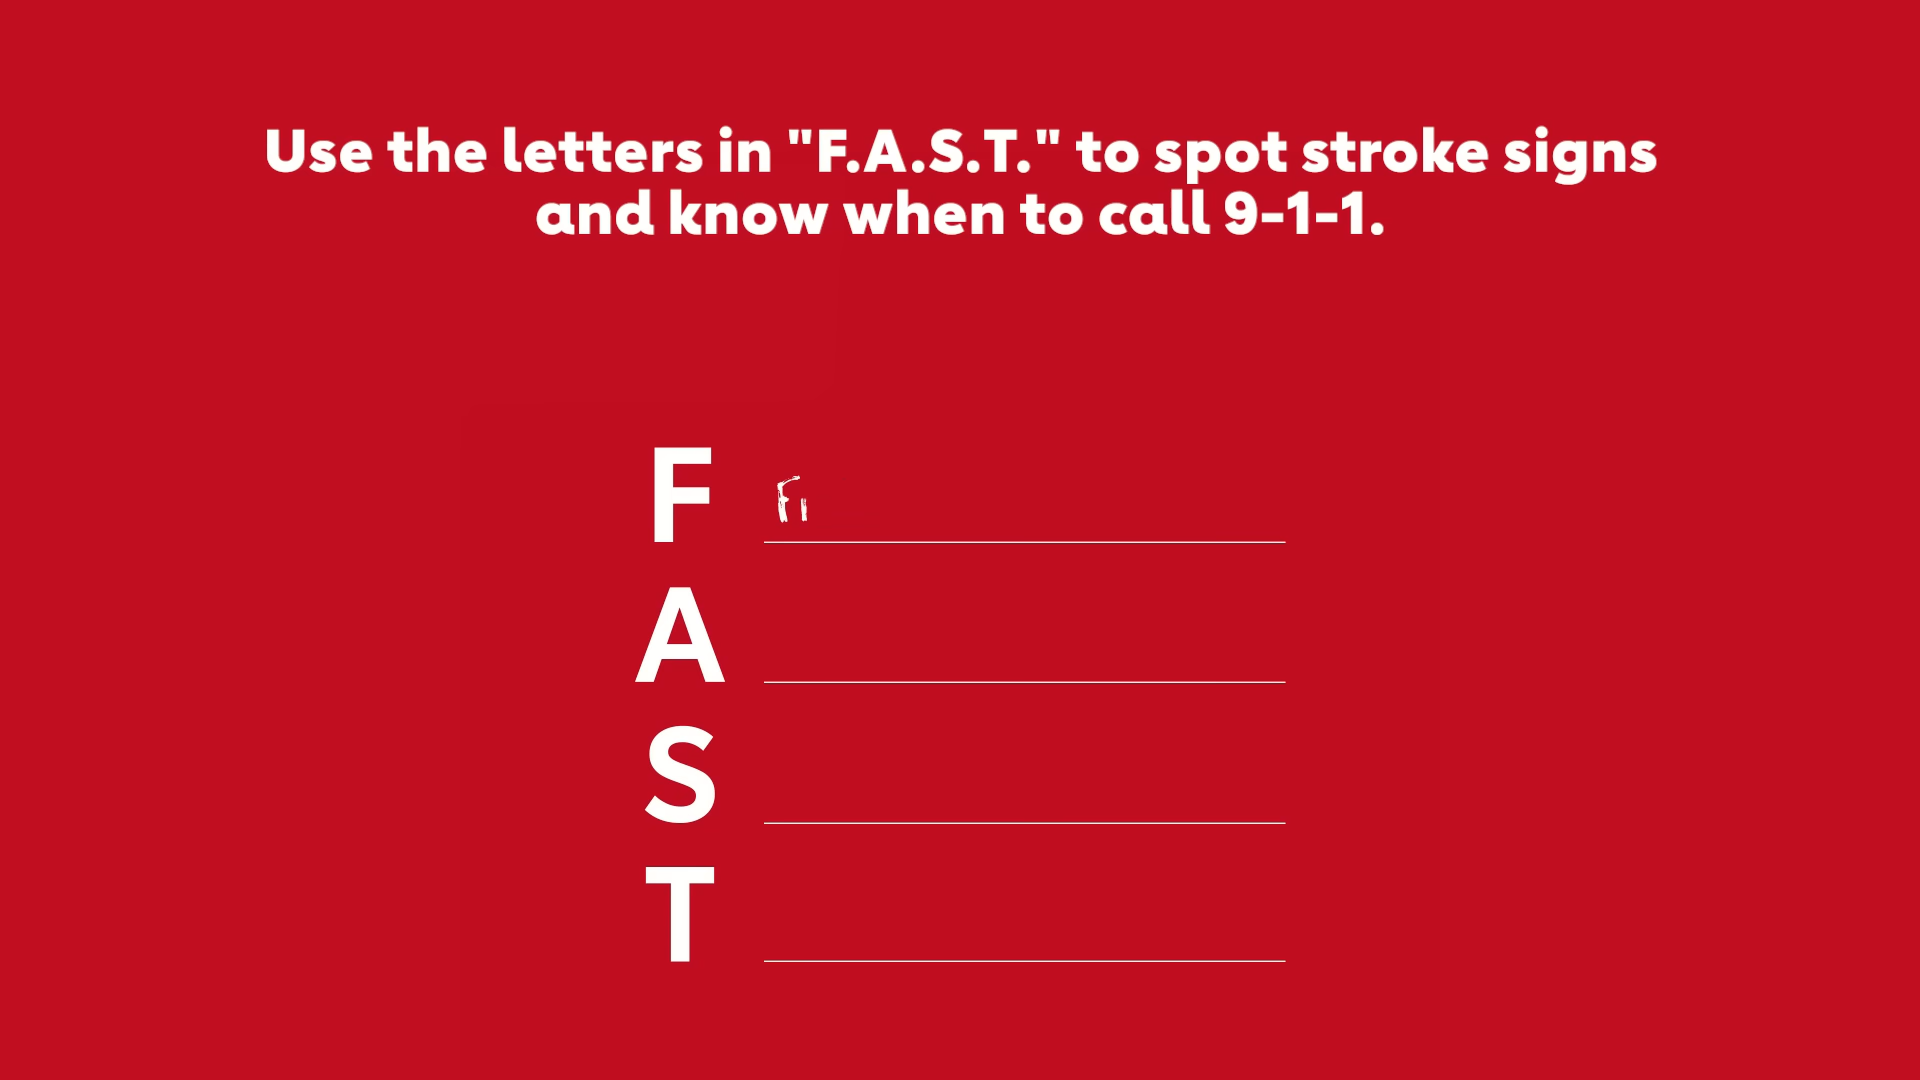 Use the letters in "F.A.S.T." to spot stroke signs
and know when to call 9-1-1.
F
A
S
T